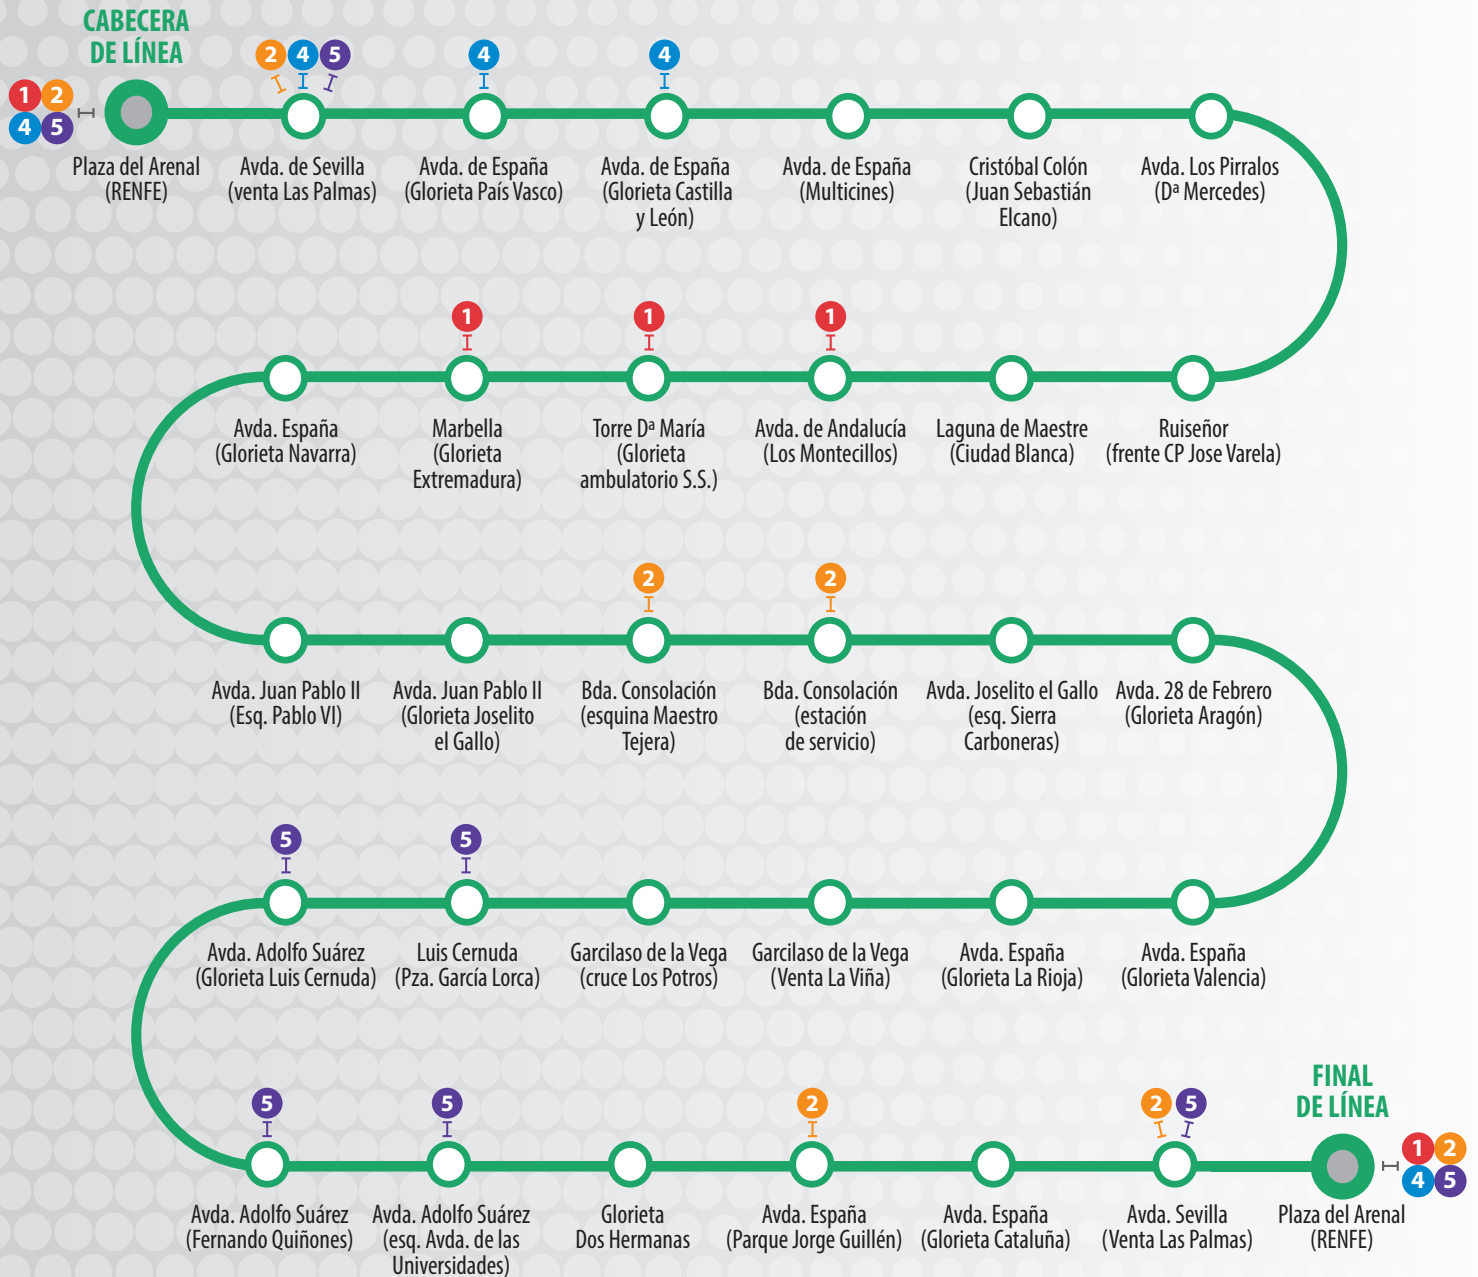 CABECERA
DE LÍNEA
1 2
4 5
2 4 5
4
4
Plaza del Arenal
(RENFE)
Avda. de Sevilla
(venta Las Palmas)
Avda. de España
(Glorieta País Vasco)
Avda. de España
(Glorieta Castilla
y León)
Avda. de España
(Multicines)
Cristóbal Colón
(Juan Sebastián
Elcano)
Avda. Los Pirralos
(Dª Mercedes)
1
1
1
Avda. España
(Glorieta Navarra)
Marbella
(Glorieta
Extremadura)
Torre Dª María
(Glorieta
ambulatorio S.S.)
Avda. de Andalucía
(Los Montecillos)
Laguna de Maestre
(Ciudad Blanca)
Ruiseñor
(frente CP Jose Varela)
2
2
Avda. Juan Pablo II
(Esq. Pablo VI)
Avda. Juan Pablo II
(Glorieta Joselito
el Gallo)
Bda. Consolación
(esquina Maestro
Tejera)
Bda. Consolación
(estación
de servicio)
Avda. Joselito el Gallo
(esq. Sierra
Carboneras)
Avda. 28 de Febrero
(Glorieta Aragón)
5
5
Avda. Adolfo Suárez
(Glorieta Luis Cernuda)
Luis Cernuda
(Pza. García Lorca)
Garcilaso de la Vega
(cruce Los Potros)
Garcilaso de la Vega
(Venta La Viña)
Avda. España
(Glorieta La Rioja)
Avda. España
(Glorieta Valencia)
5
5
2
2 5
FINAL
DE LÍNEA
1 2
4 5
Avda. Adolfo Suárez
(Fernando Quiñones)
Avda. Adolfo Suárez
(esq. Avda. de las
Universidades)
Glorieta
Dos Hermanas
Avda. España
(Parque Jorge Guillén)
Avda. España
(Glorieta Cataluña)
Avda. Sevilla
(Venta Las Palmas)
Plaza del Arenal
(RENFE)